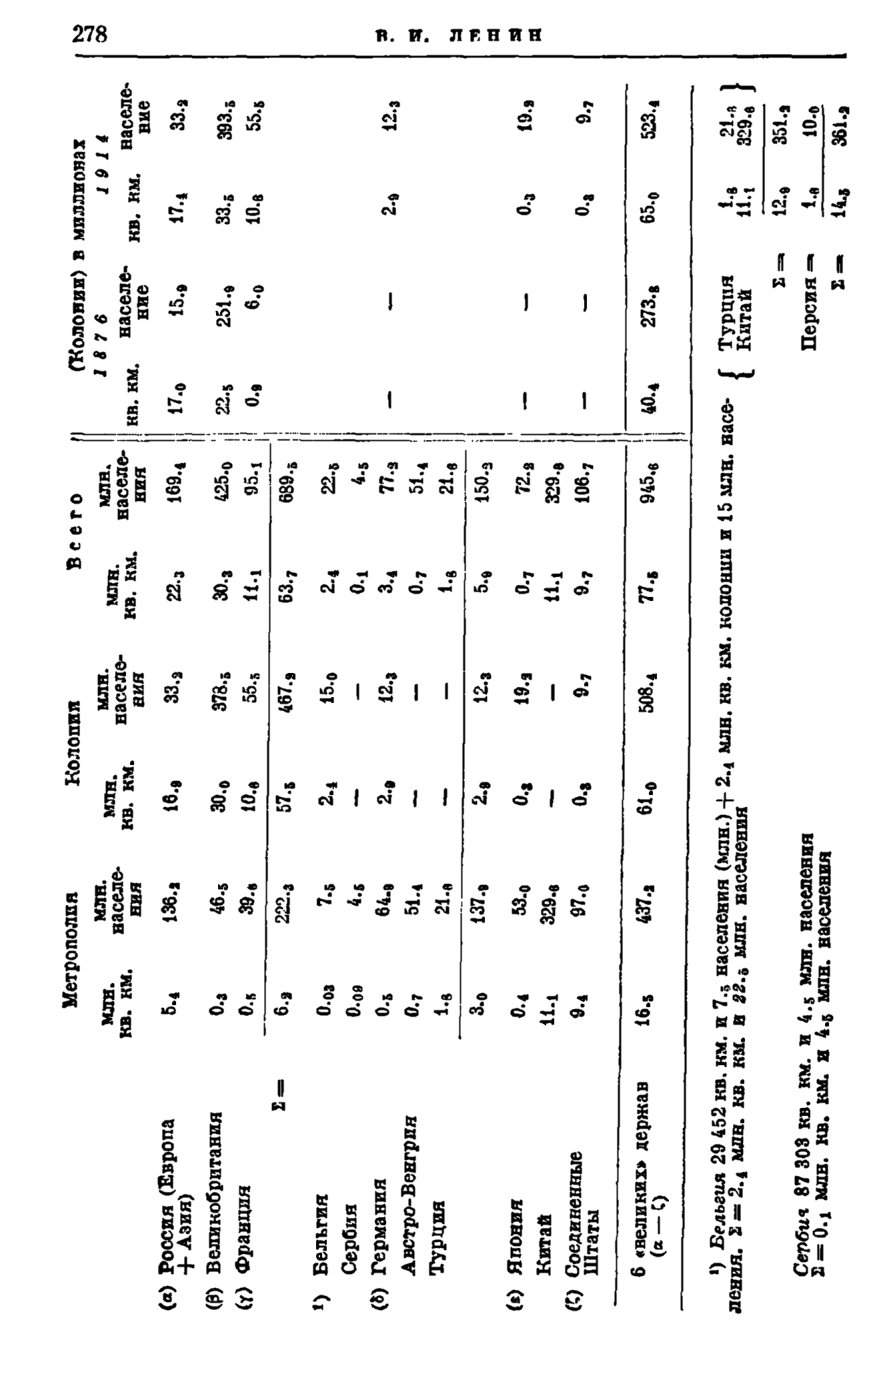 278
В. И. ЛЕНИН
Метрополия Колонии Всего (Колонии) в миллионах
1876 1914
млн. кв. км. млн. населе- ния млн. кв. км. млн. населе- ния млн. кв. км. млн. населе- ния кв. км. населе- ние кв. км. населе- ние
(α) Россия (Европа 5.4 136.2 16.9 33.2 22.3 169.4 17.0 15.9 17.4 33.2
+ Азия)
(β) Великобритания 0.3 46.5 30.0 378.5 30.3 425.0 22.5 251.9 33.5 393.5
(γ) Франция 0.5 39.6 10.6 55.5 11.1 95.1 0.9 6.0 10.6 55.5
Σ = 6.2 222.3 57.5 467.2 63.7 689.5
¹) Бельгия 0.03 7.5 2.4 15.0 2.4 22.5
Сербия 0.09 4.5 — — 0.1 4.5
(δ) Германия 0.5 64.9 2.9 12.3 3.4 77.2 — — 2.9 12.3
Австро-Венгрия 0.7 51.4 — — 0.7 51.4
Турция 1.8 21.6 — — 1.8 21.6
3.0 137.9 2.9 12.3 5.9 150.2
(ε) Япония 0.4 53.0 0.3 19.2 0.7 72.2 — — 0.3 19.2
Китай 11.1 329.6 — — 11.1 329.6
(ζ) Соединенные 9.4 97.0 0.3 9.7 9.7 106.7 — — 0.3 9.7
Штаты
6 «великих» держав 16.5 437.2 61.0 508.4 77.5 945.6 40.4 273.8 65.0 523.4
(α — ζ)
¹) Бельгия 29 452 кв. км. и 7.5 населения (млн.) + 2.4 млн. кв. км. колонии и 15 млн. насе-
ления. Σ = 2.4 млн. кв. км. и 22.5 млн. населения
Сербия 87 303 кв. км. и 4.5 млн. населения
Σ = 0.1 млн. кв. км. и 4.5 млн. населения
{ Турция 1.8 21.6 }
Китай 11.1 329.6
Σ = 12.9 351.2
Персия = 1.6 10.0
Σ = 14.5 361.2